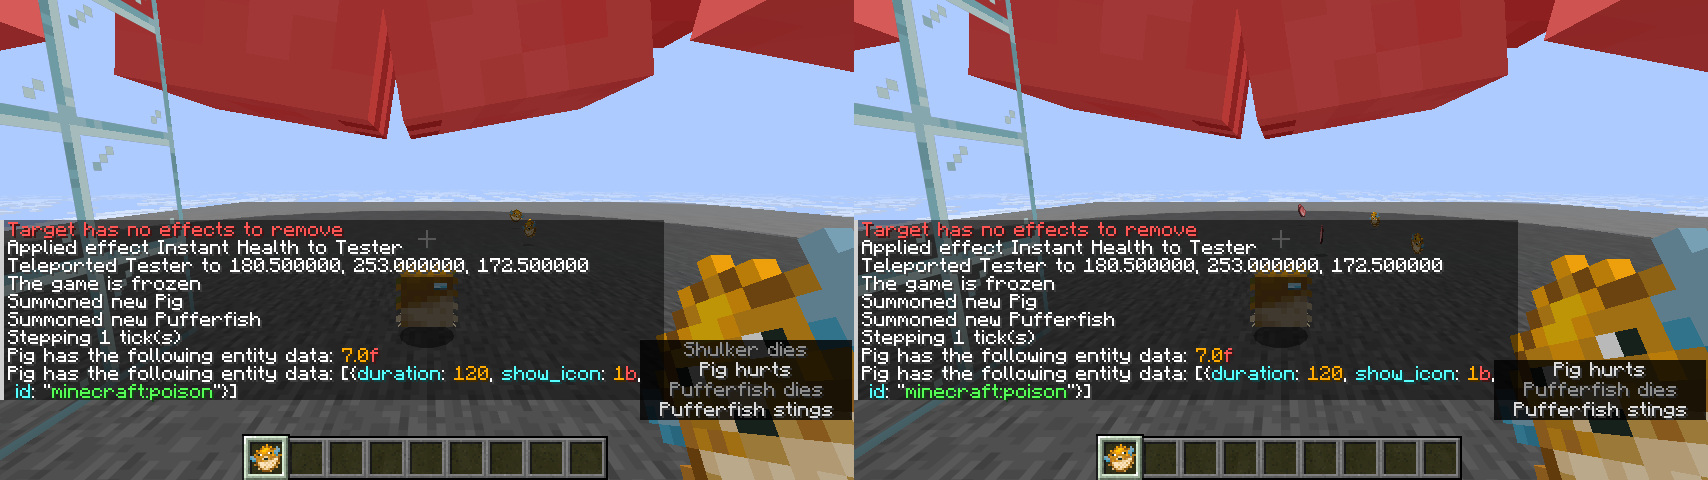 Target has no effects to remove
Applied effect Instant Health to Tester
Teleported Tester to 180.500000, 253.000000, 172.500000
The game is frozen
Summoned new Pig
Summoned new Pufferfish
Stepping 1 tick(s)
Pig has the following entity data: 7.0f
Pig has the following entity data: [{duration: 120, show_icon: 1b,
id: "minecraft:poison"}]
Shulker dies
Pig hurts
Pufferfish dies
Pufferfish stings
Target has no effects to remove
Applied effect Instant Health to Tester
Teleported Tester to 180.500000, 253.000000, 172.500000
The game is frozen
Summoned new Pig
Summoned new Pufferfish
Stepping 1 tick(s)
Pig has the following entity data: 7.0f
Pig has the following entity data: [{duration: 120, show_icon: 1b,
id: "minecraft:poison"}]
Pig hurts
Pufferfish dies
Pufferfish stings